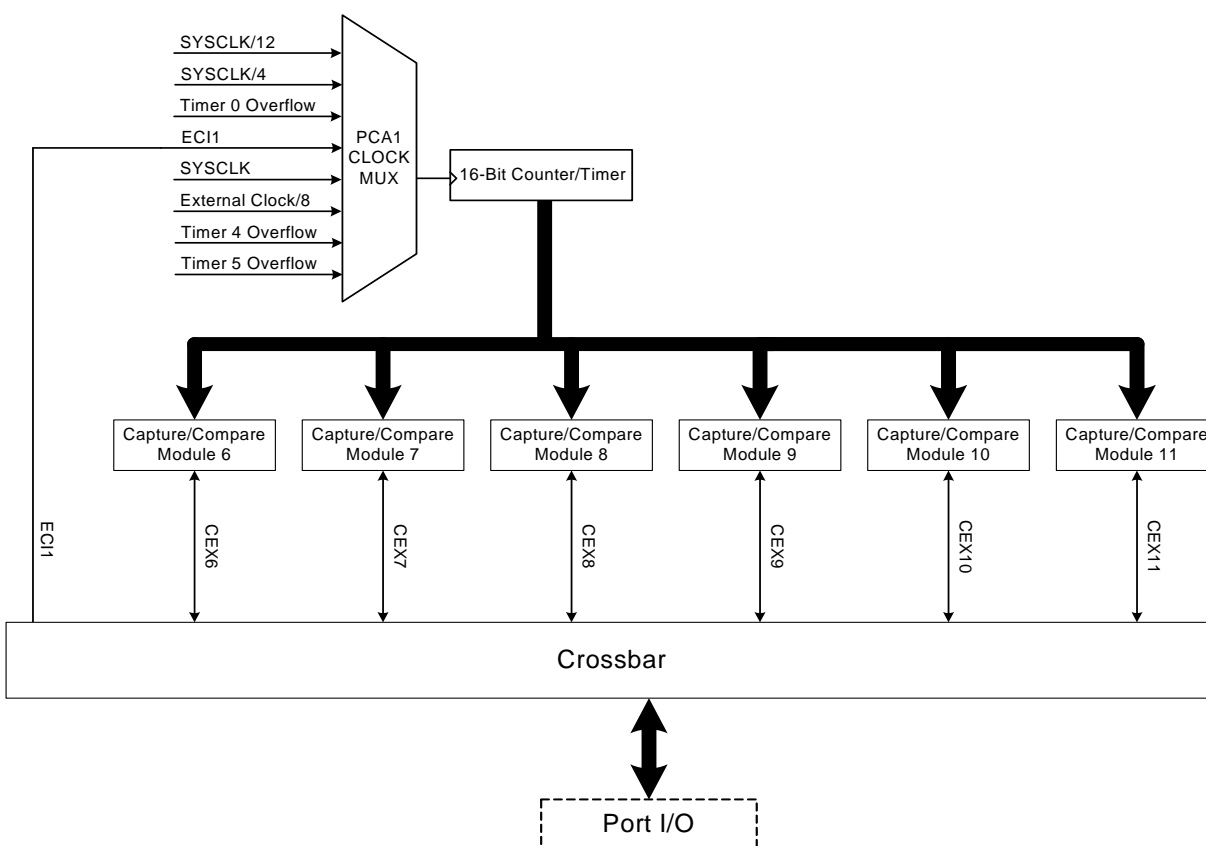 SYSCLK/12
SYSCLK/4
Timer 0 Overflow
ECI1
SYSCLK
External Clock/8
Timer 4 Overflow
Timer 5 Overflow
PCA1
CLOCK
MUX
16-Bit Counter/Timer
Capture/Compare
Module 6
Capture/Compare
Module 7
Capture/Compare
Module 8
Capture/Compare
Module 9
Capture/Compare
Module 10
Capture/Compare
Module 11
ECI1
CEX6
CEX7
CEX8
CEX9
CEX10
CEX11
Crossbar
Port I/O